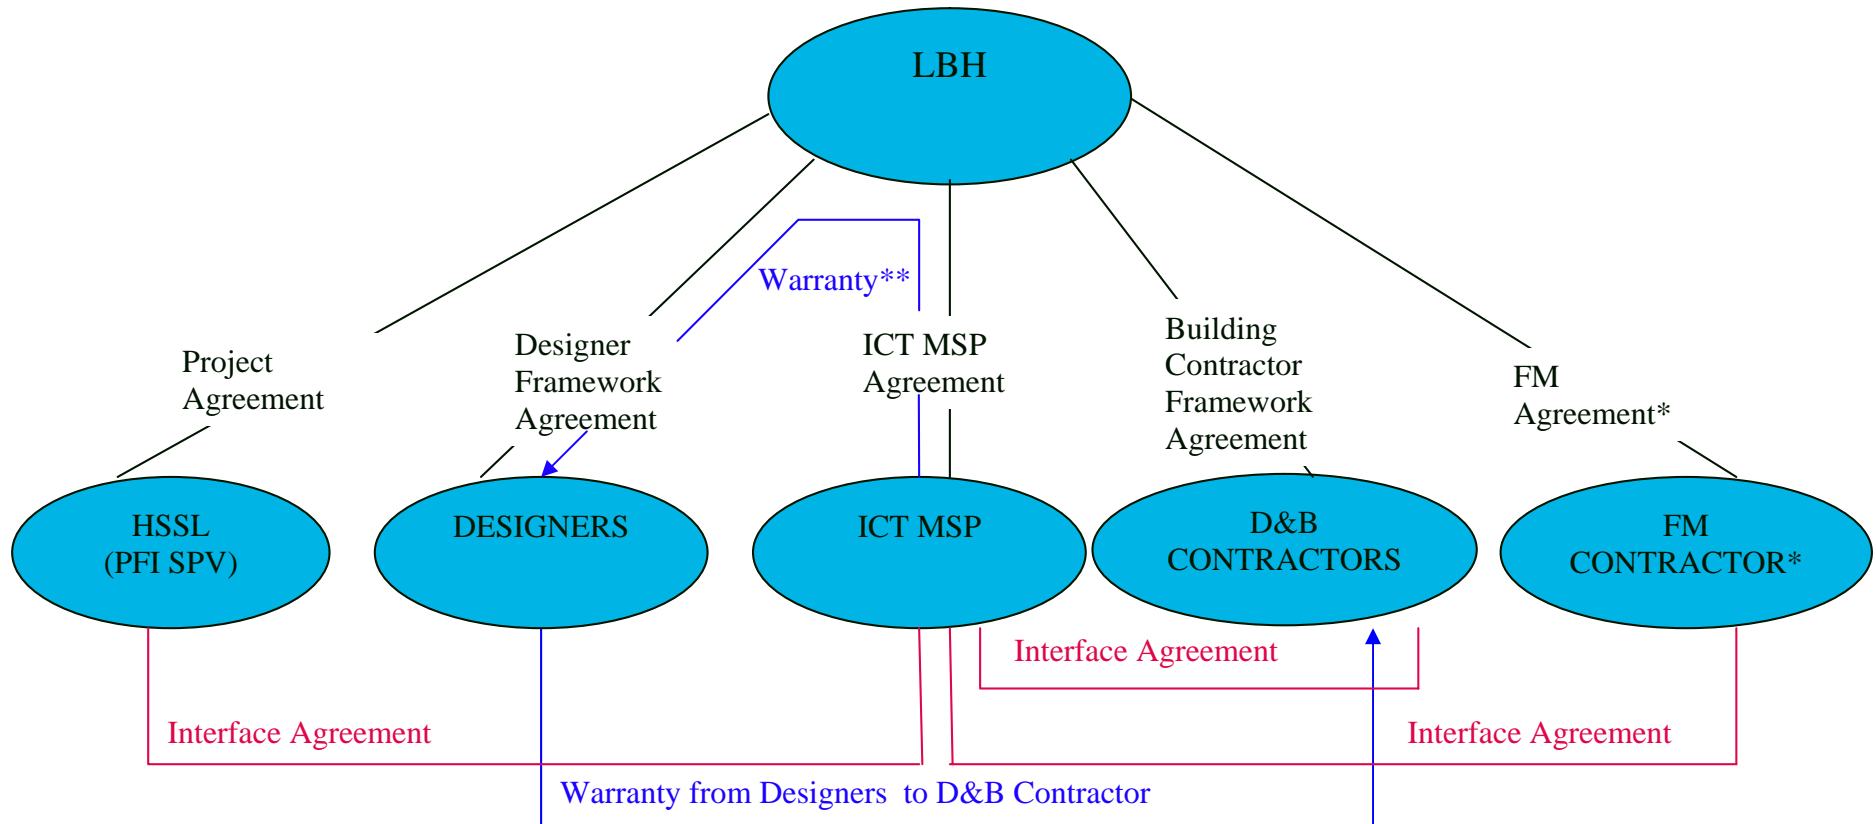 LBH
Warranty**
Project
Agreement
Designer
Framework
Agreement
ICT MSP
Agreement
Building
Contractor
Framework
Agreement
FM
Agreement*
HSSL
(PFI SPV)
DESIGNERS
ICT MSP
D&B
CONTRACTORS
FM
CONTRACTOR*
Interface Agreement
Interface Agreement
Interface Agreement
Warranty from Designers  to D&B Contractor